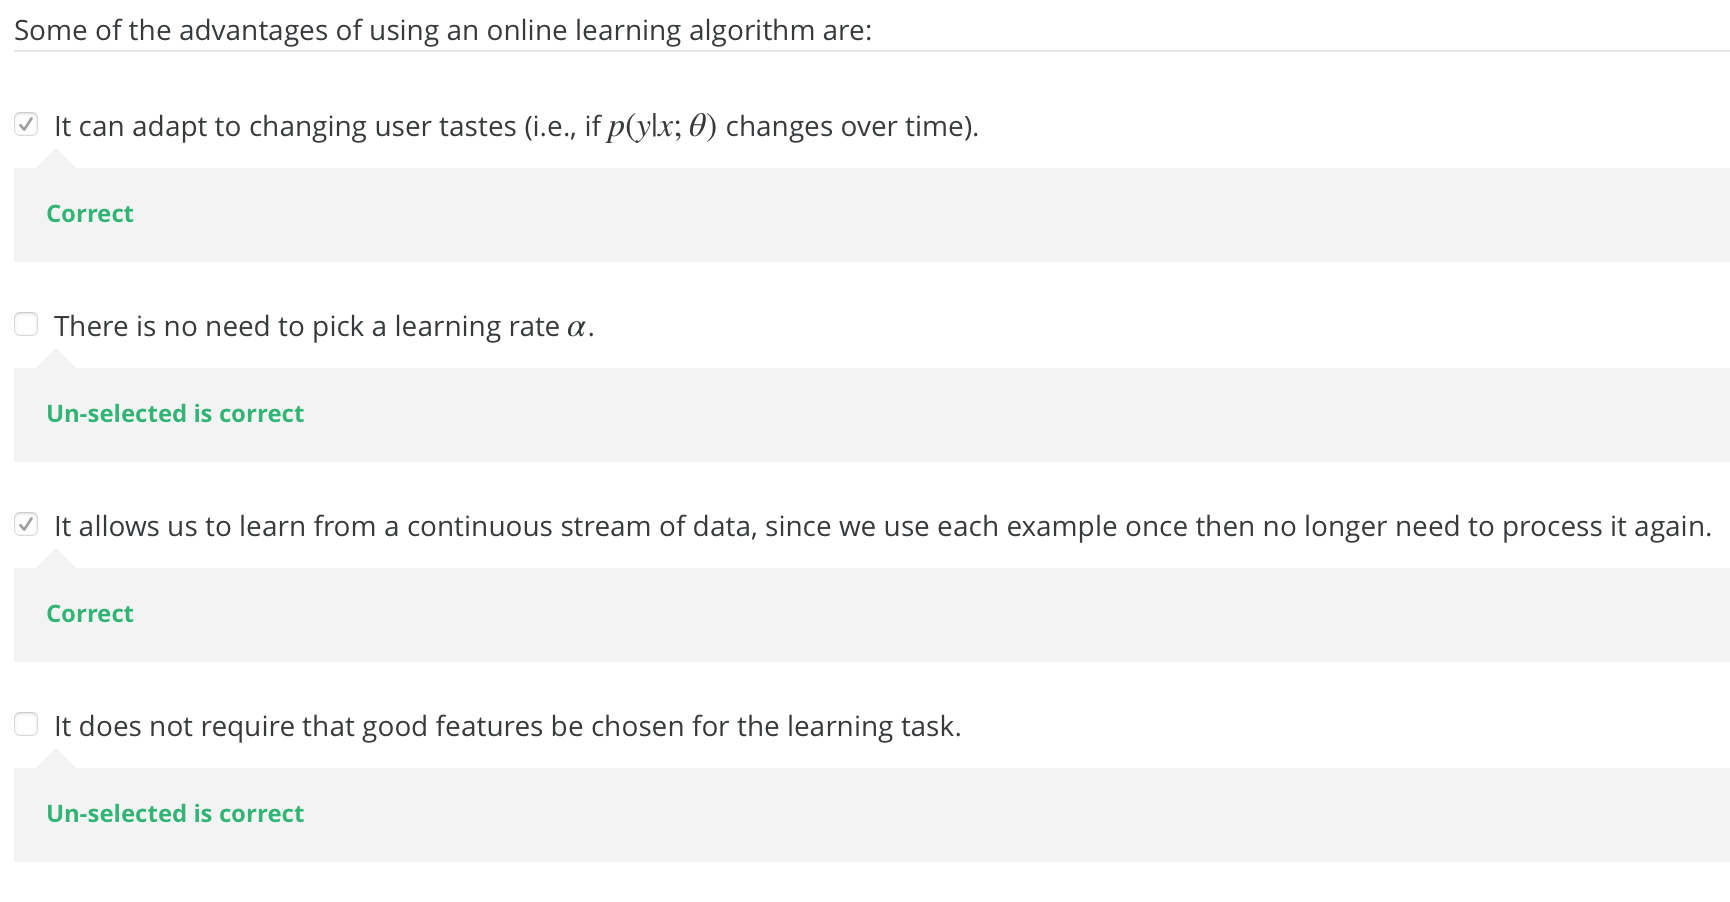 Some of the advantages of using an online learning algorithm are:
It can adapt to changing user tastes (i.e., if p(y|x; θ) changes over time).
Correct
There is no need to pick a learning rate α.
Un-selected is correct
It allows us to learn from a continuous stream of data, since we use each example once then no longer need to process it again.
Correct
It does not require that good features be chosen for the learning task.
Un-selected is correct